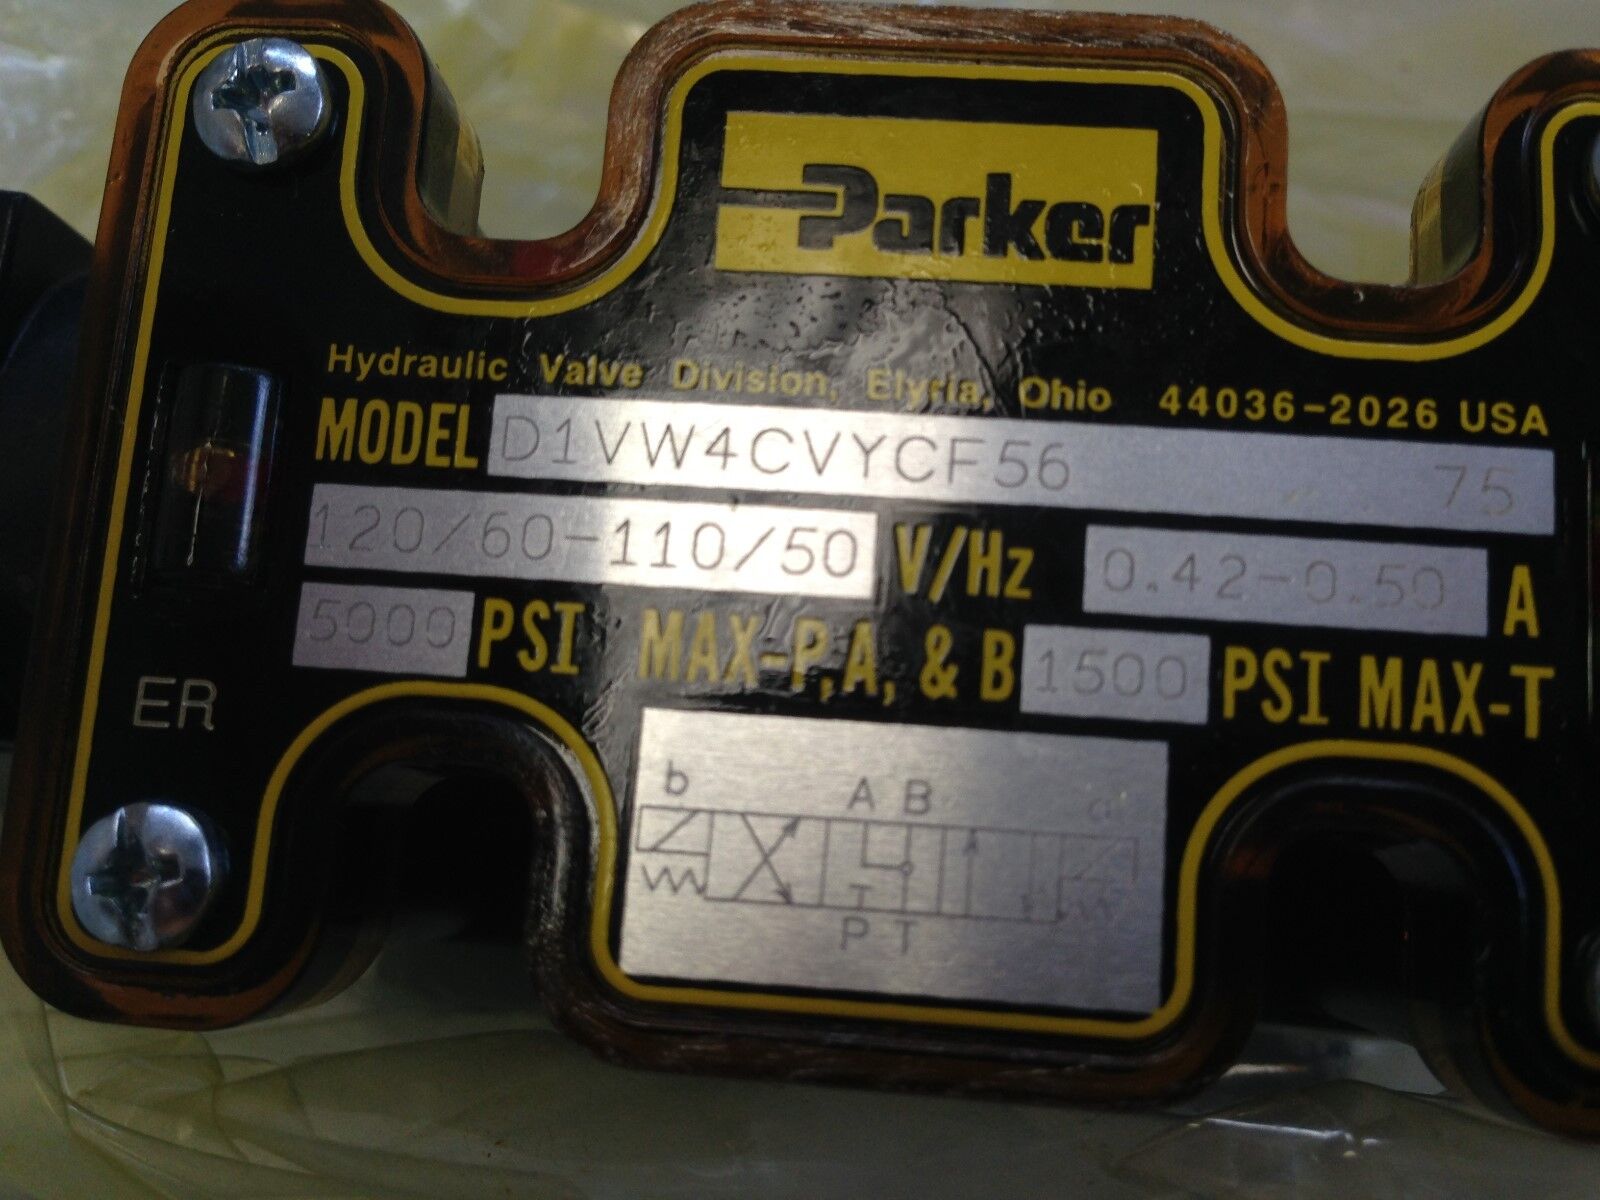 Parker
Hydraulic Valve Division, Elyria, Ohio 44036-2026 USA
MODEL D1VW4CVYCF56 75
120/60-110/50 V/Hz 0.42-0.50 A
5000 PSI MAX-P,A, & B 1500 PSI MAX-T
ER
b A B a
P T